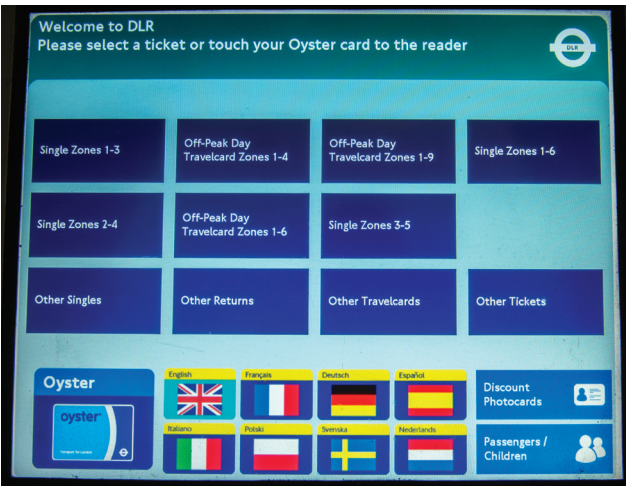 Welcome to DLR
Please select a ticket or touch your Oyster card to the reader
DLR
Single Zones 1-3
Off-Peak Day
Travelcard Zones 1-4
Off-Peak Day
Travelcard Zones 1-9
Single Zones 1-6
Single Zones 2-4
Off-Peak Day
Travelcard Zones 1-6
Single Zones 3-5
Other Singles
Other Returns
Other Travelcards
Other Tickets
Oyster
oyster
Transport for London
English
Français
Deutsch
Español
Italiano
Polski
Svenska
Nederlands
Discount
Photocards
Passengers /
Children